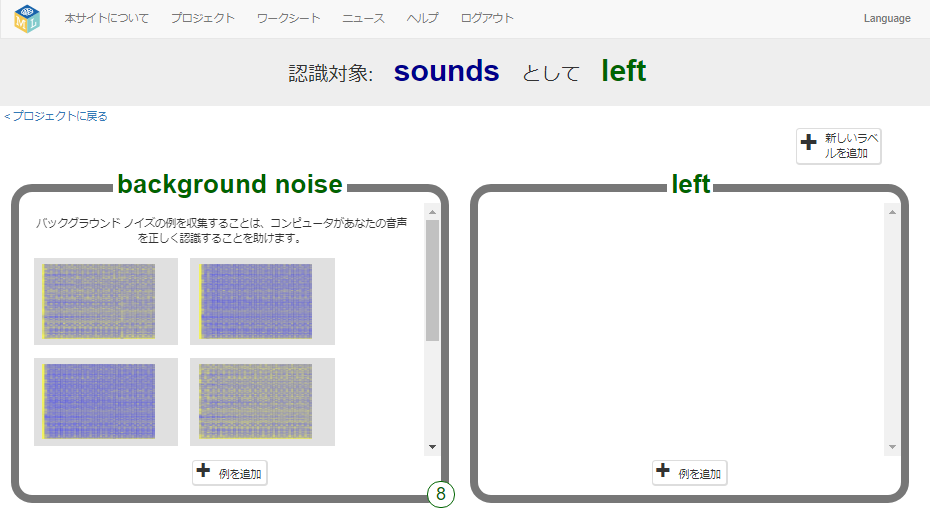 本サイトについて プロジェクト ワークシート ニュース ヘルプ ログアウト Language
認識対象: sounds として left
< プロジェクトに戻る
新しいラベ
ルを追加
background noise
バックグラウンド ノイズの例を収集することは、コンピュータがあなたの音声
を正しく認識することを助けます。
例を追加
8
left
例を追加